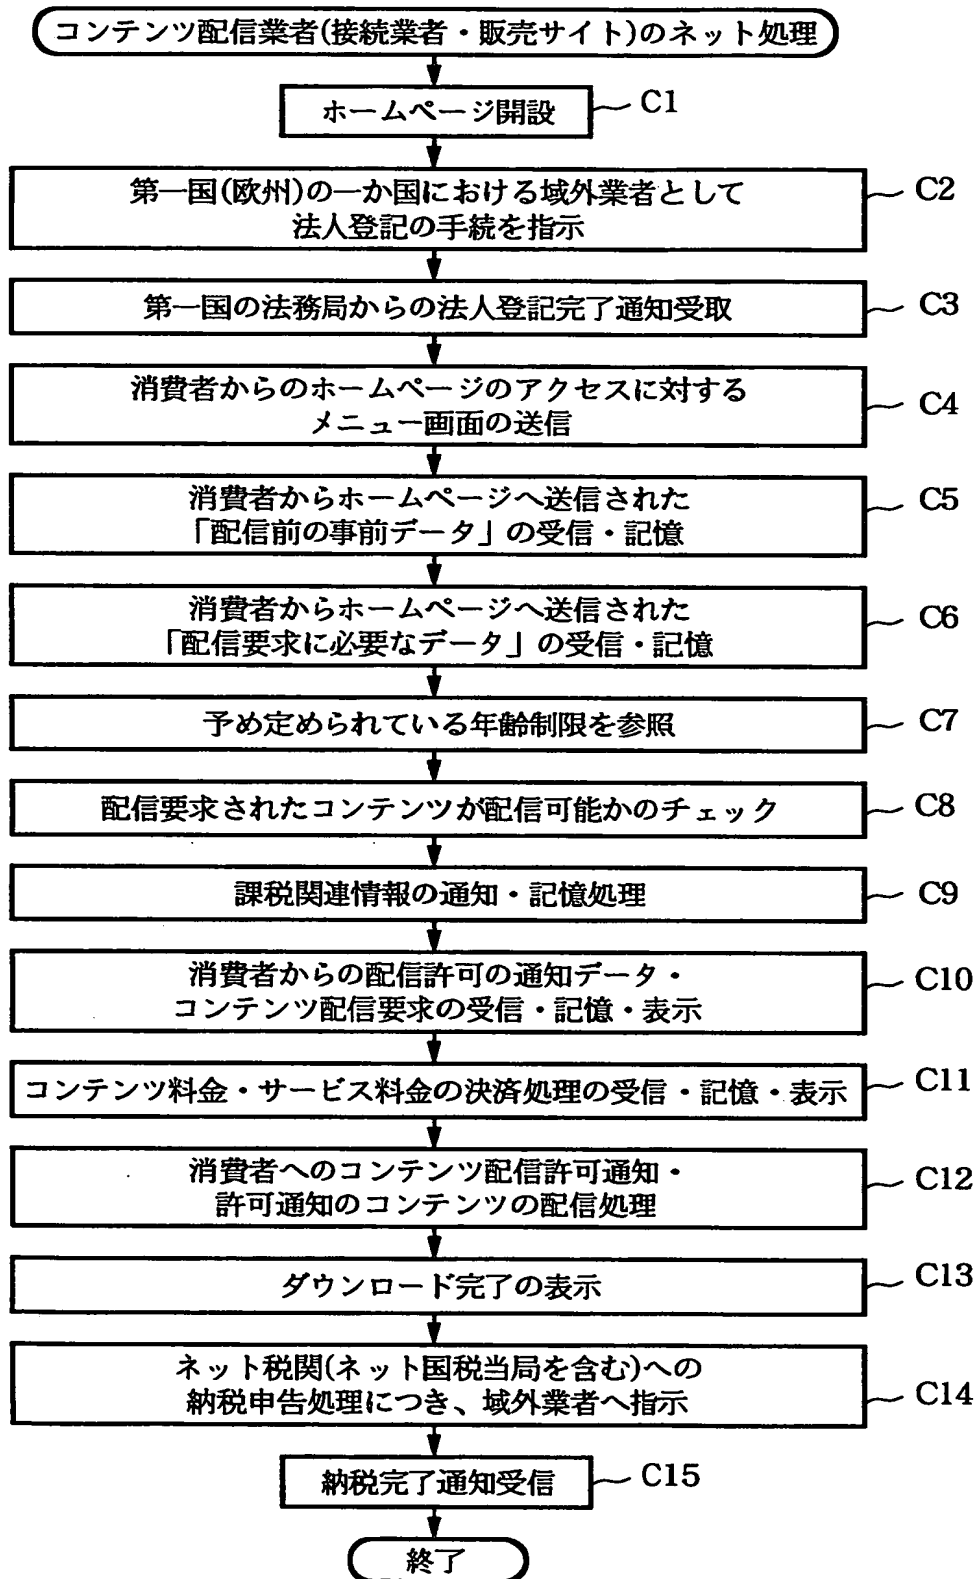 コンテンツ配信業者(接続業者・販売サイト)のネット処理
ホームページ開設
C1
第一国(欧州)の一か国における域外業者として
法人登記の手続を指示
C2
第一国の法務局からの法人登記完了通知受取
C3
消費者からのホームページのアクセスに対する
メニュー画面の送信
C4
消費者からホームページへ送信された
「配信前の事前データ」の受信・記憶
C5
消費者からホームページへ送信された
「配信要求に必要なデータ」の受信・記憶
C6
予め定められている年齢制限を参照
C7
配信要求されたコンテンツが配信可能かのチェック
C8
課税関連情報の通知・記憶処理
C9
消費者からの配信許可の通知データ・
コンテンツ配信要求の受信・記憶・表示
C10
コンテンツ料金・サービス料金の決済処理の受信・記憶・表示
C11
消費者へのコンテンツ配信許可通知・
許可通知のコンテンツの配信処理
C12
ダウンロード完了の表示
C13
ネット税関(ネット国税当局を含む)への
納税申告処理につき、域外業者へ指示
C14
納税完了通知受信
C15
終了